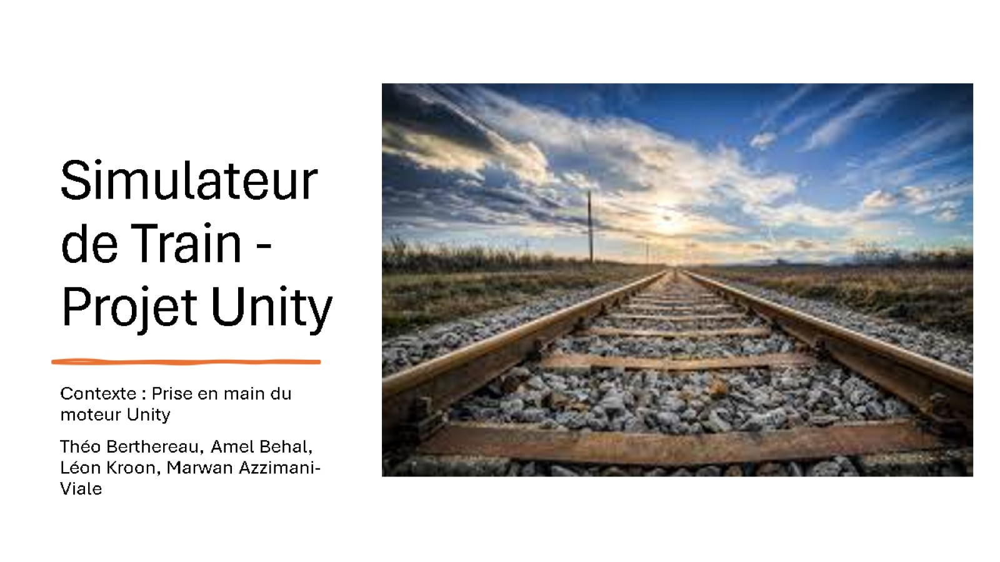 Simulateur
de Train -
Projet Unity
Contexte : Prise en main du
moteur Unity
Théo Berthereau, Amel Behal,
Léon Kroon, Marwan Azzimani-
Viale